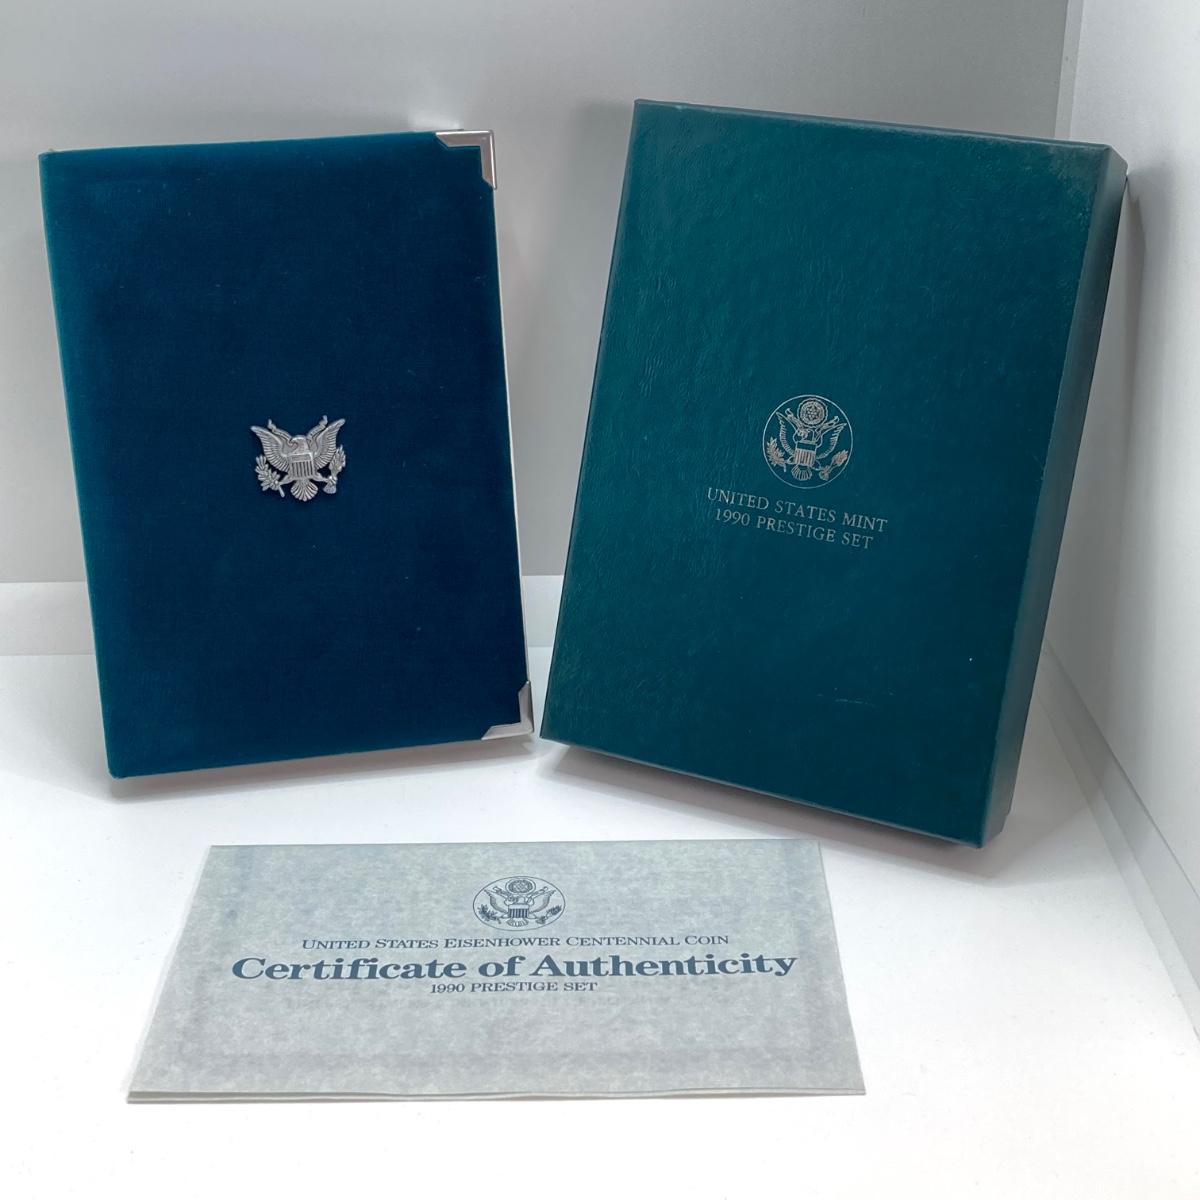 UNITED STATES MINT
1990 PRESTIGE SET
UNITED STATES EISENHOWER CENTENNIAL COIN
Certificate of Authenticity
1990 PRESTIGE SET